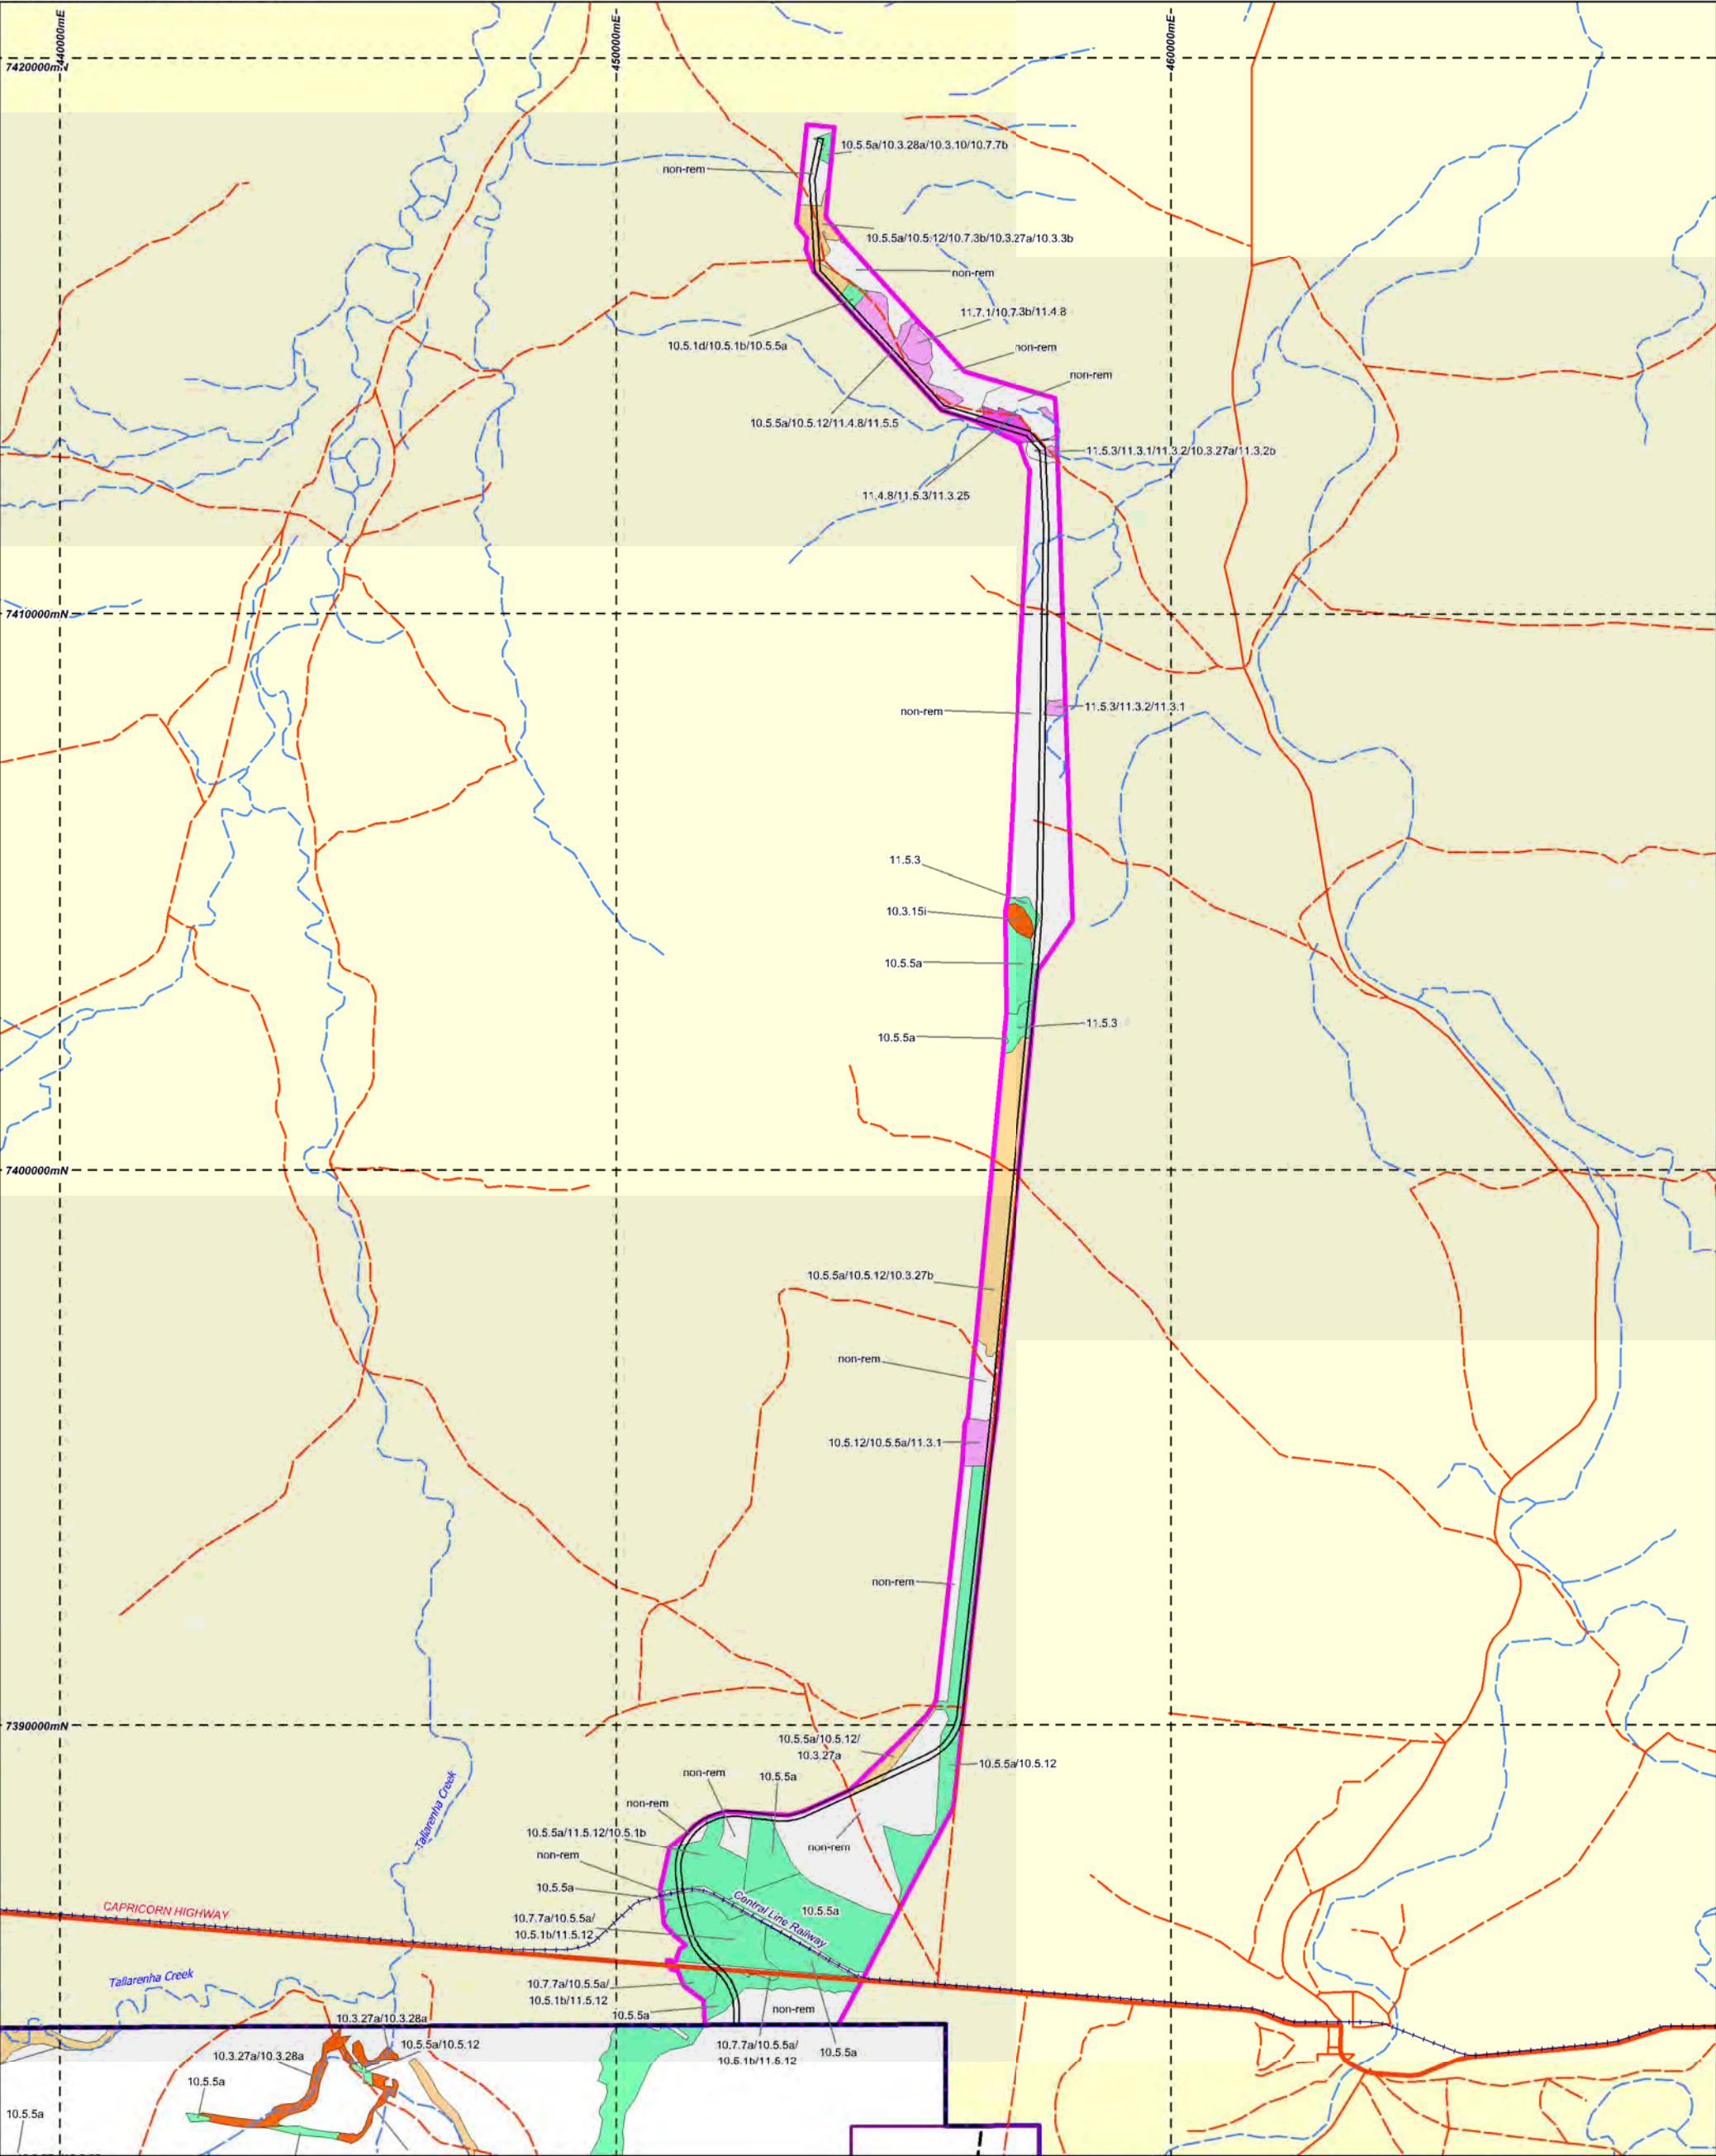 440000mE
450000mE
460000mE
7420000mN
10.5.5a/10.3.28a/10.3.10/10.7.7b
non-rem
10.5.5a/10.5.12/10.7.3b/10.3.27a/10.3.3b
non-rem
11.7.1/10.7.3b/11.4.8
10.5.1d/10.5.1b/10.5.5a
non-rem
non-rem
10.5.5a/10.5.12/11.4.8/11.5.5
11.5.3/11.3.1/11.3.2/10.3.27a/11.3.2b
11.4.8/11.5.3/11.3.25
7410000mN
non-rem
11.5.3/11.3.2/11.3.1
11.5.3
10.3.15i
10.5.5a
11.5.3
10.5.5a
7400000mN
10.5.5a/10.5.12/10.3.27b
non-rem
10.5.12/10.5.5a/11.3.1
non-rem
7390000mN
10.5.5a/10.5.12/
10.3.27a
10.5.5a/10.5.12
non-rem
10.5.5a
non-rem
Tallarenha Creek
10.5.5a/11.5.12/10.5.1b
non-rem
non-rem
10.5.5a
Central Line Railway
CAPRICORN HIGHWAY
10.5.5a
10.7.7a/10.5.5a/
10.5.1b/11.5.12
Tallarenha Creek
10.7.7a/10.5.5a/
10.5.1b/11.5.12
non-rem
10.5.5a
10.3.27a/10.3.28a
10.5.5a/10.5.12
10.7.7a/10.5.5a/
10.5.1b/11.5.12
10.5.5a
10.3.27a/10.3.28a
10.5.5a
10.5.5a